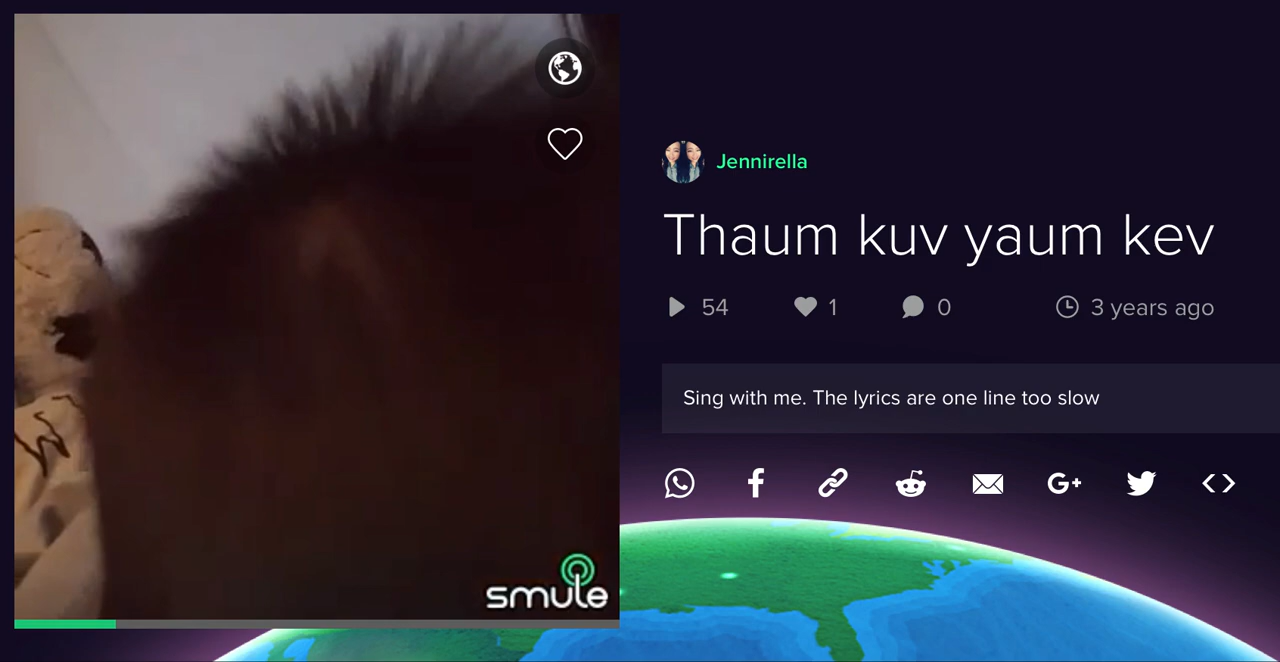 Jennirella
Thaum kuv yaum kev
54 1 0 3 years ago
Sing with me. The lyrics are one line too slow
G+
smule